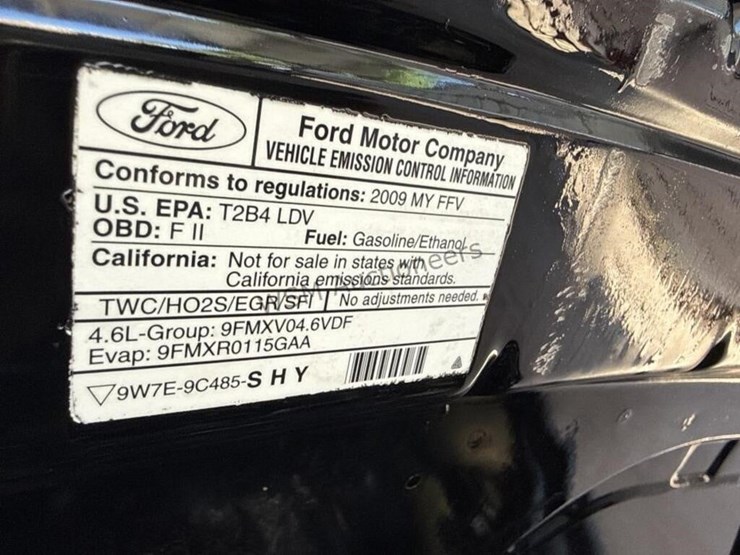 Ford
Ford Motor Company
VEHICLE EMISSION CONTROL INFORMATION
Conforms to regulations: 2009 MY FFV
U.S. EPA: T2B4 LDV
OBD: F II Fuel: Gasoline/Ethanol
California: Not for sale in states with
California emissions standards.
TWC/HO2S/EGR/SFI No adjustments needed.
4.6L-Group: 9FMXV04.6VDF
Evap: 9FMXR0115GAA
9W7E-9C485-S H Y